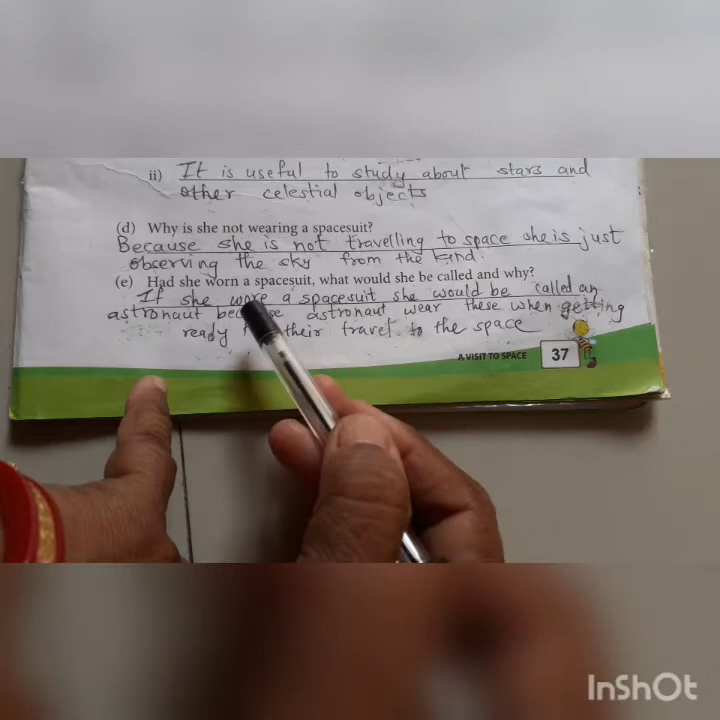 ii) It is useful to study about stars and
other celestial objects
(d) Why is she not wearing a spacesuit?
Because she is not travelling to space she is just
observing the sky from the
(e) Had she worn a spacesuit, what would she be called and why?
If she wore a spacesuit she would be called an
astronaut astronaut wear these when getting
ready their travel to the space
A VISIT TO SPACE 37
InShOt